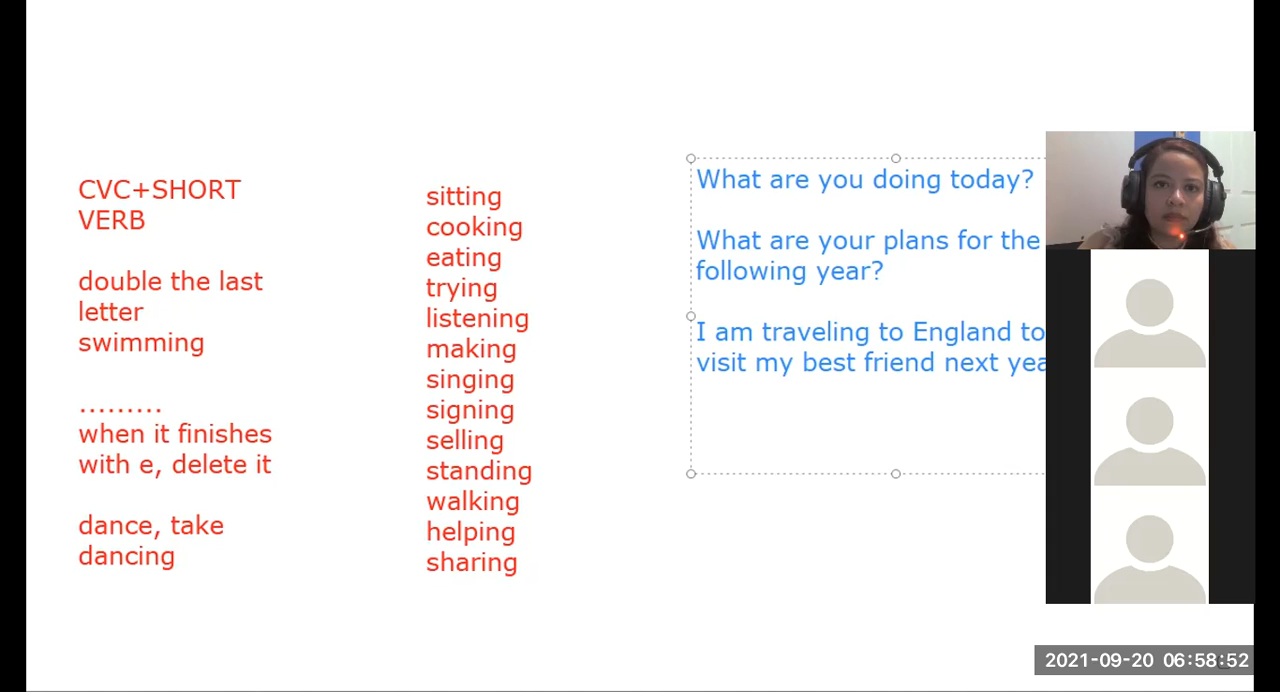 CVC+SHORT
VERB
double the last
letter
swimming
………
when it finishes
with e, delete it
dance, take
dancing
sitting
cooking
eating
trying
listening
making
singing
signing
selling
standing
walking
helping
sharing
What are you doing today?
What are your plans for the
following year?
I am traveling to England to
visit my best friend next yea
2021-09-20 06:58:52